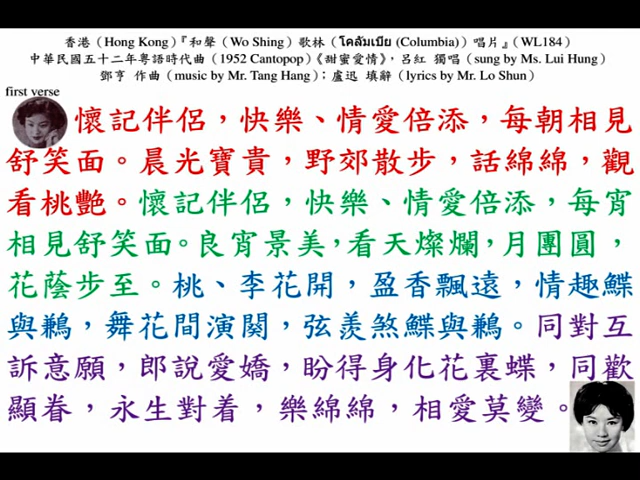 香港（Hong Kong）『和聲（Wo Shing）歌林（โคลัมเบีย (Columbia)）唱片』（WL184）
中華民國五十二年粵語時代曲（1952 Cantopop）《甜蜜愛情》，呂紅 獨唱（sung by Ms. Lui Hung）
鄧亨 作曲（music by Mr. Tang Hang）；盧迅 填辭（lyrics by Mr. Lo Shun）
first verse
懷記伴侶，快樂、情愛倍添，每朝相見
舒笑面。晨光寶貴，野郊散步，話綿綿，觀
看桃艷。懷記伴侶，快樂、情愛倍添，每宵
相見舒笑面。良宵景美，看天燦爛，月團圓，
花蔭步至。桃、李花開，盈香飄遠，情趣鰈
與鶼，舞花間演闋，弦羨煞鰈與鶼。同對互
訴意願，郎說愛嬌，盼得身化花裏蝶，同歡
顯眷，永生對着，樂綿綿，相愛莫變。